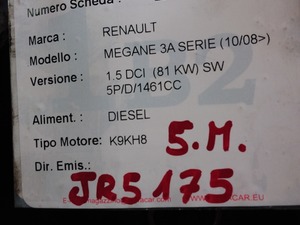 Numero Scheda :
Marca : RENAULT
Modello : MEGANE 3A SERIE (10/08>)
Versione : 1.5 DCI (81 KW) SW
5P/D/1461CC
Aliment. : DIESEL
Tipo Motore: K9KH8
S.M.
Dir. Emis.:
JR5175